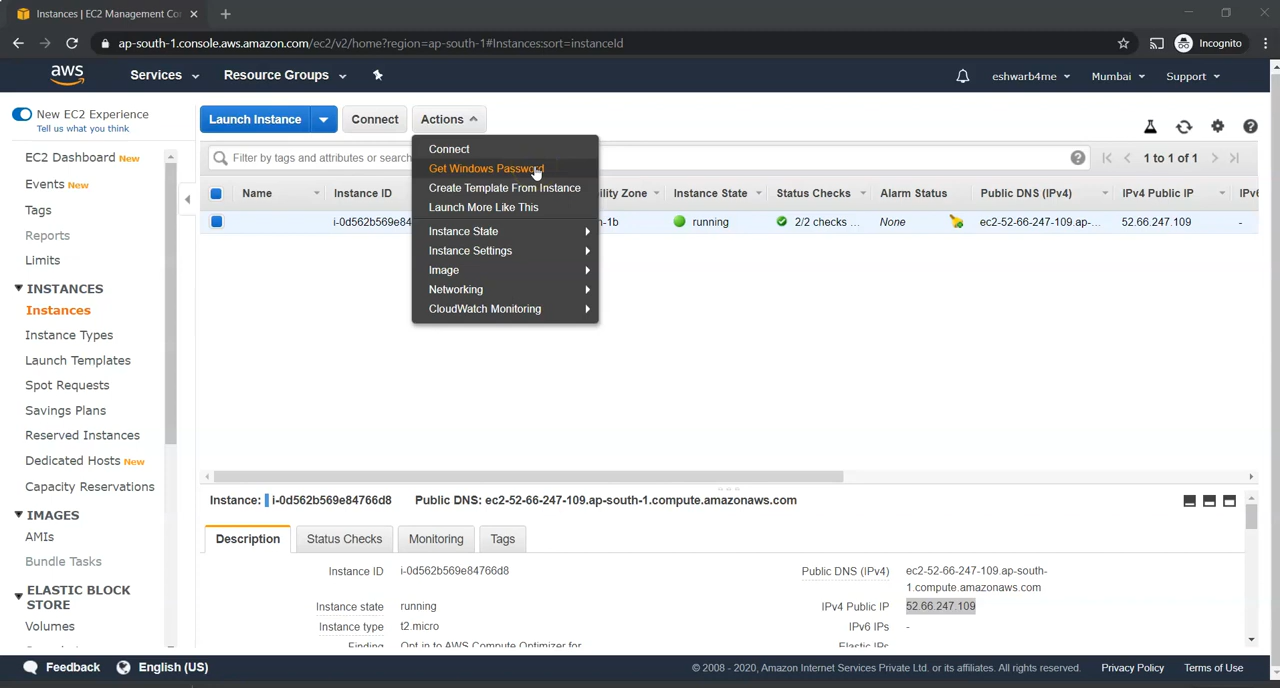 Instances | EC2 Management Co
ap-south-1.console.aws.amazon.com/ec2/v2/home?region=ap-south-1#Instances:sort=instanceId
Incognito
aws
Services
Resource Groups
eshwarb4me
Mumbai
Support
New EC2 Experience
Tell us what you think
Launch Instance
Connect
Actions
EC2 Dashboard New
Events New
Tags
Reports
Limits
INSTANCES
Instances
Instance Types
Launch Templates
Spot Requests
Savings Plans
Reserved Instances
Dedicated Hosts New
Capacity Reservations
IMAGES
AMIs
Bundle Tasks
ELASTIC BLOCK
STORE
Volumes
Filter by tags and attributes or search
1 to 1 of 1
Connect
Get Windows Password
Create Template From Instance
Launch More Like This
Instance State
Instance Settings
Image
Networking
CloudWatch Monitoring
Name
Instance ID
ility Zone
Instance State
Status Checks
Alarm Status
Public DNS (IPv4)
IPv4 Public IP
IPv6
i-0d562b569e84
-1b
running
2/2 checks ...
None
ec2-52-66-247-109.ap-...
52.66.247.109
-
Instance: i-0d562b569e84766d8 Public DNS: ec2-52-66-247-109.ap-south-1.compute.amazonaws.com
Description
Status Checks
Monitoring
Tags
Instance ID i-0d562b569e84766d8
Instance state running
Instance type t2.micro
Finding Opt-in to AWS Compute Optimizer for
Public DNS (IPv4) ec2-52-66-247-109.ap-south-
1.compute.amazonaws.com
IPv4 Public IP 52.66.247.109
IPv6 IPs -
Elastic IPs
Feedback
English (US)
© 2008 - 2020, Amazon Internet Services Private Ltd. or its affiliates. All rights reserved.
Privacy Policy
Terms of Use